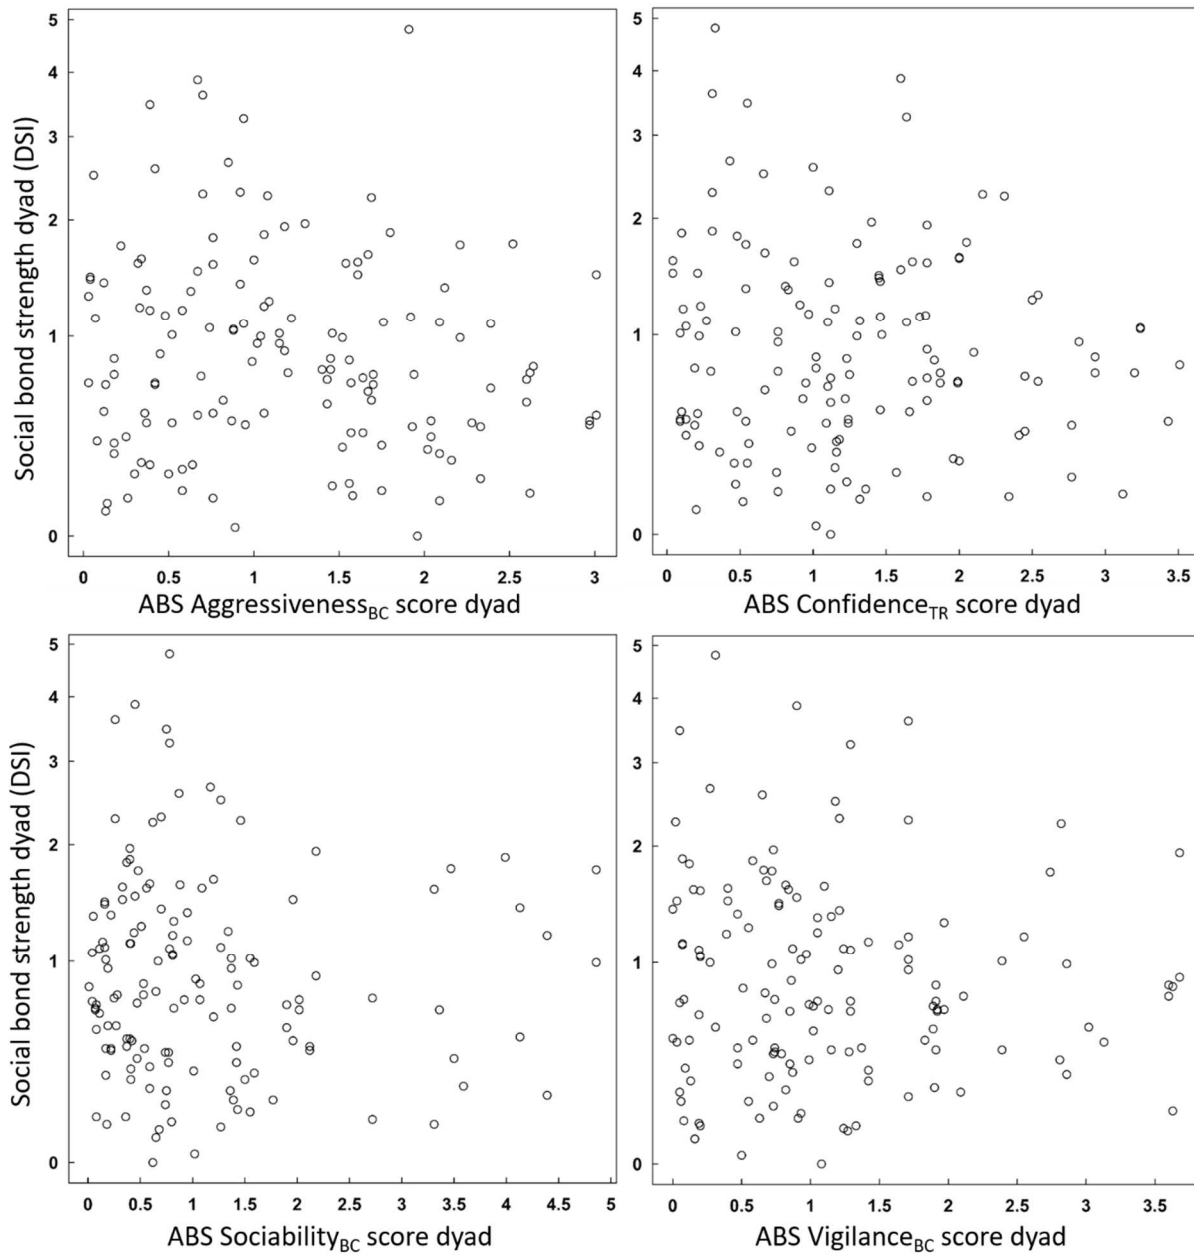 Social bond strength dyad (DSI)
5
4
3
2
1
0
0 0.5 1 1.5 2 2.5 3
ABS Aggressiveness_BC score dyad
5
4
3
2
1
0
0 0.5 1 1.5 2 2.5 3 3.5
ABS Confidence_TR score dyad
Social bond strength dyad (DSI)
5
4
3
2
1
0
0 0.5 1 1.5 2 2.5 3 3.5 4 4.5 5
ABS Sociability_BC score dyad
5
4
3
2
1
0
0 0.5 1 1.5 2 2.5 3 3.5
ABS Vigilance_BC score dyad